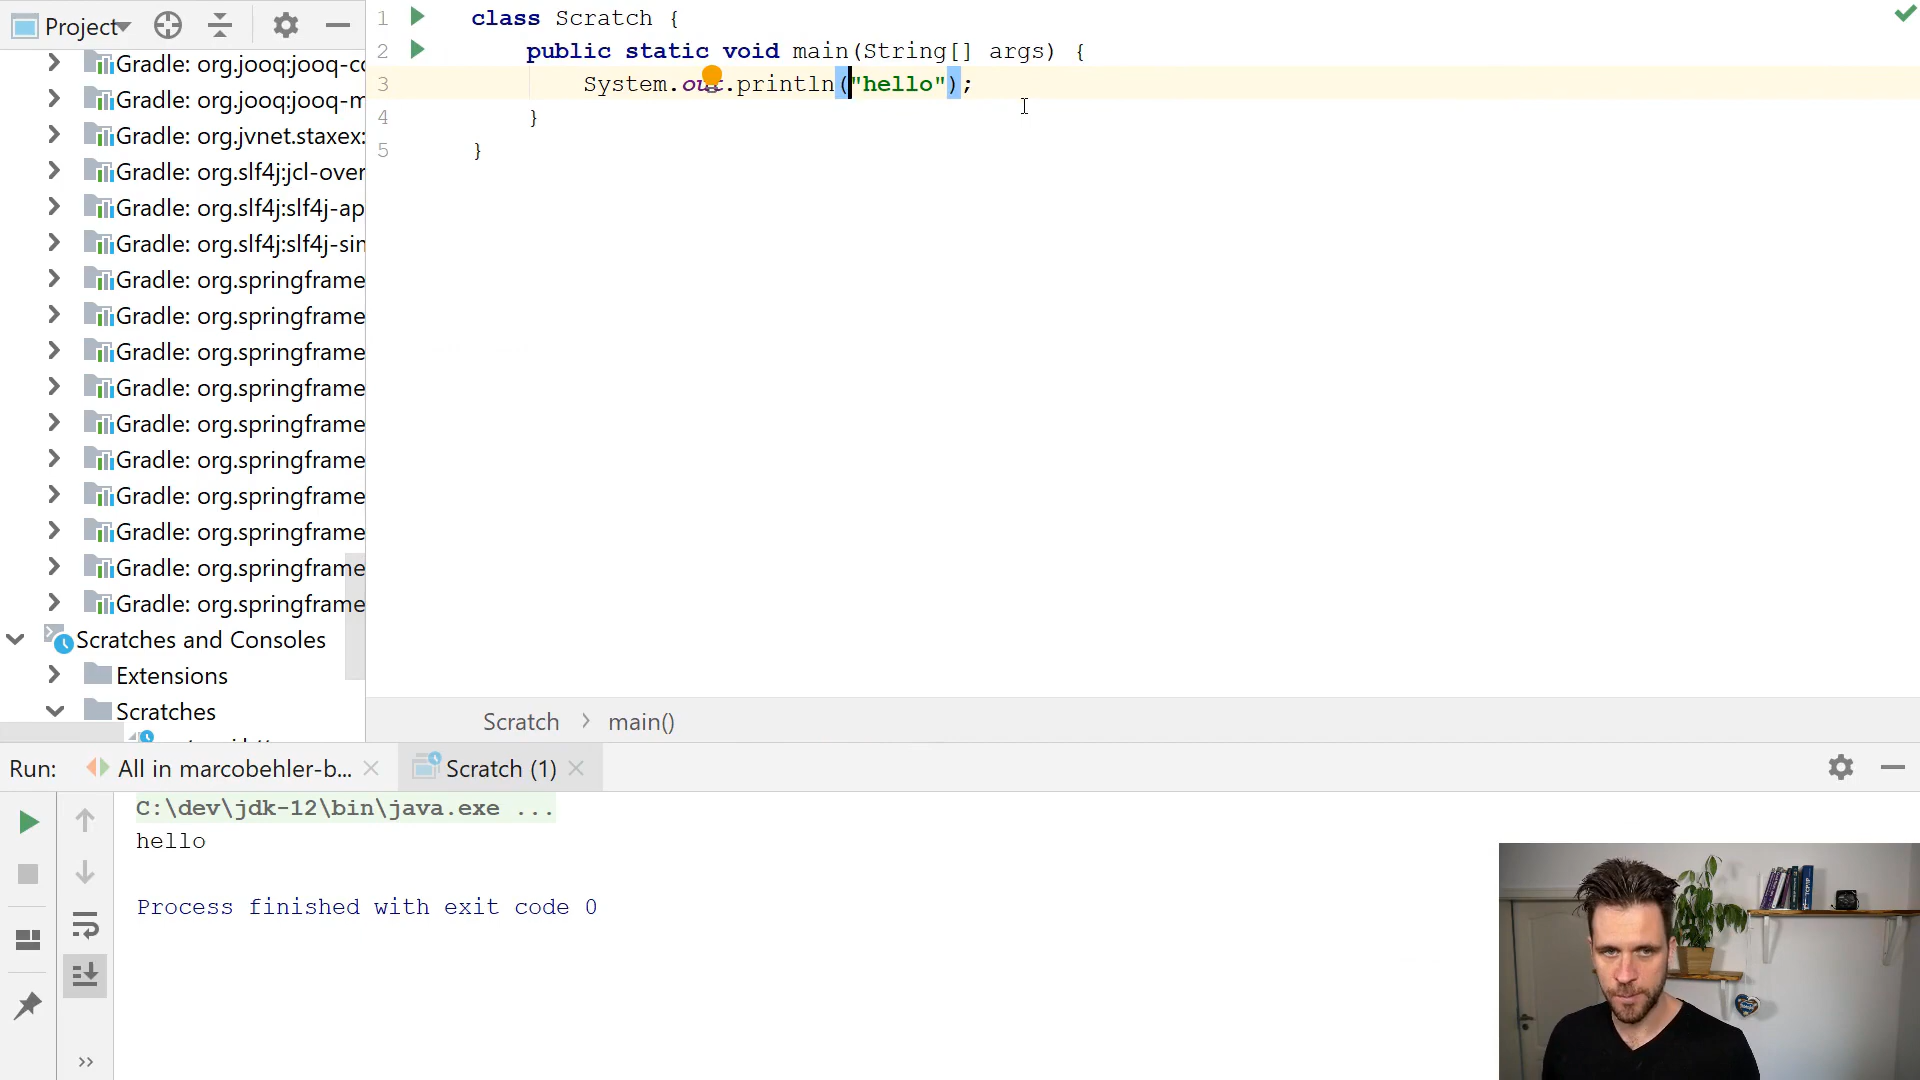 Project
Gradle: org.jooq:jooq-co
Gradle: org.jooq:jooq-m
Gradle: org.jvnet.staxex:
Gradle: org.slf4j:jcl-over
Gradle: org.slf4j:slf4j-ap
Gradle: org.slf4j:slf4j-sin
Gradle: org.springframe
Gradle: org.springframe
Gradle: org.springframe
Gradle: org.springframe
Gradle: org.springframe
Gradle: org.springframe
Gradle: org.springframe
Gradle: org.springframe
Gradle: org.springframe
Gradle: org.springframe
Scratches and Consoles
Extensions
Scratches
1 class Scratch {
2 public static void main(String[] args) {
3 System.out.println("hello");
4 }
5 }
Scratch > main()
Run: All in marcobehler-b... Scratch (1)
C:\dev\jdk-12\bin\java.exe ...
hello
Process finished with exit code 0